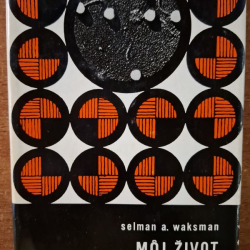 selman a. waksman
MÔJ ŽIVOT